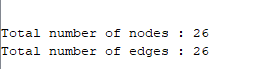 Total number of nodes : 26
Total number of edges : 26